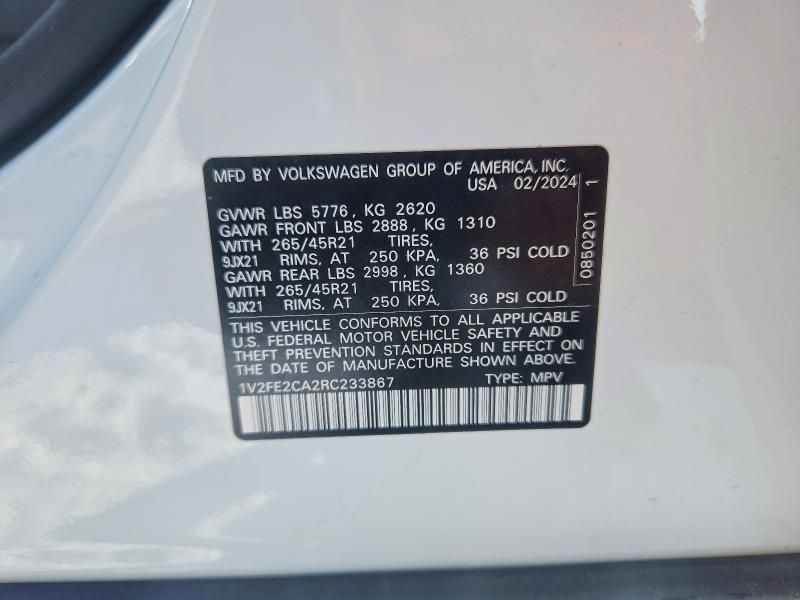 MFD BY VOLKSWAGEN GROUP OF AMERICA, INC.
USA 02/2024
GVWR LBS 5776, KG 2620
GAWR FRONT LBS 2888, KG 1310
WITH 265/45R21 TIRES,
9JX21 RIMS, AT 250 KPA, 36 PSI COLD
GAWR REAR LBS 2998, KG 1360
WITH 265/45R21 TIRES,
9JX21 RIMS, AT 250 KPA, 36 PSI COLD
THIS VEHICLE CONFORMS TO ALL APPLICABLE
U.S. FEDERAL MOTOR VEHICLE SAFETY AND
THEFT PREVENTION STANDARDS IN EFFECT ON
THE DATE OF MANUFACTURE SHOWN ABOVE.
1V2FE2CA2RC233867 TYPE: MPV
0850201 1